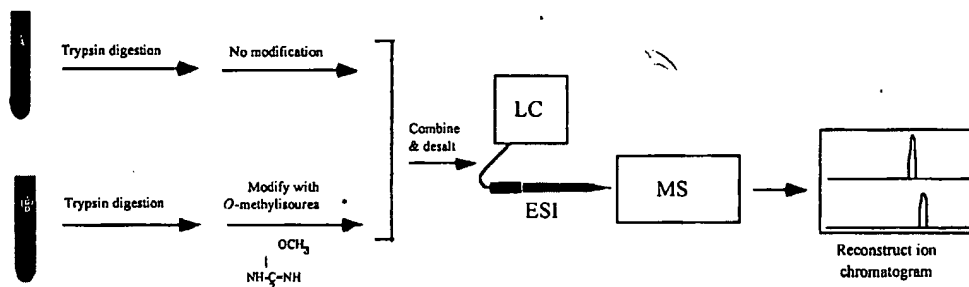 A
Trypsin digestion
No modification
Combine
& desalt
LC
ESI
MS
Trypsin digestion
Modify with
O-methylisourea
OCH3
NH-C=NH
Reconstruct ion
chromatogram